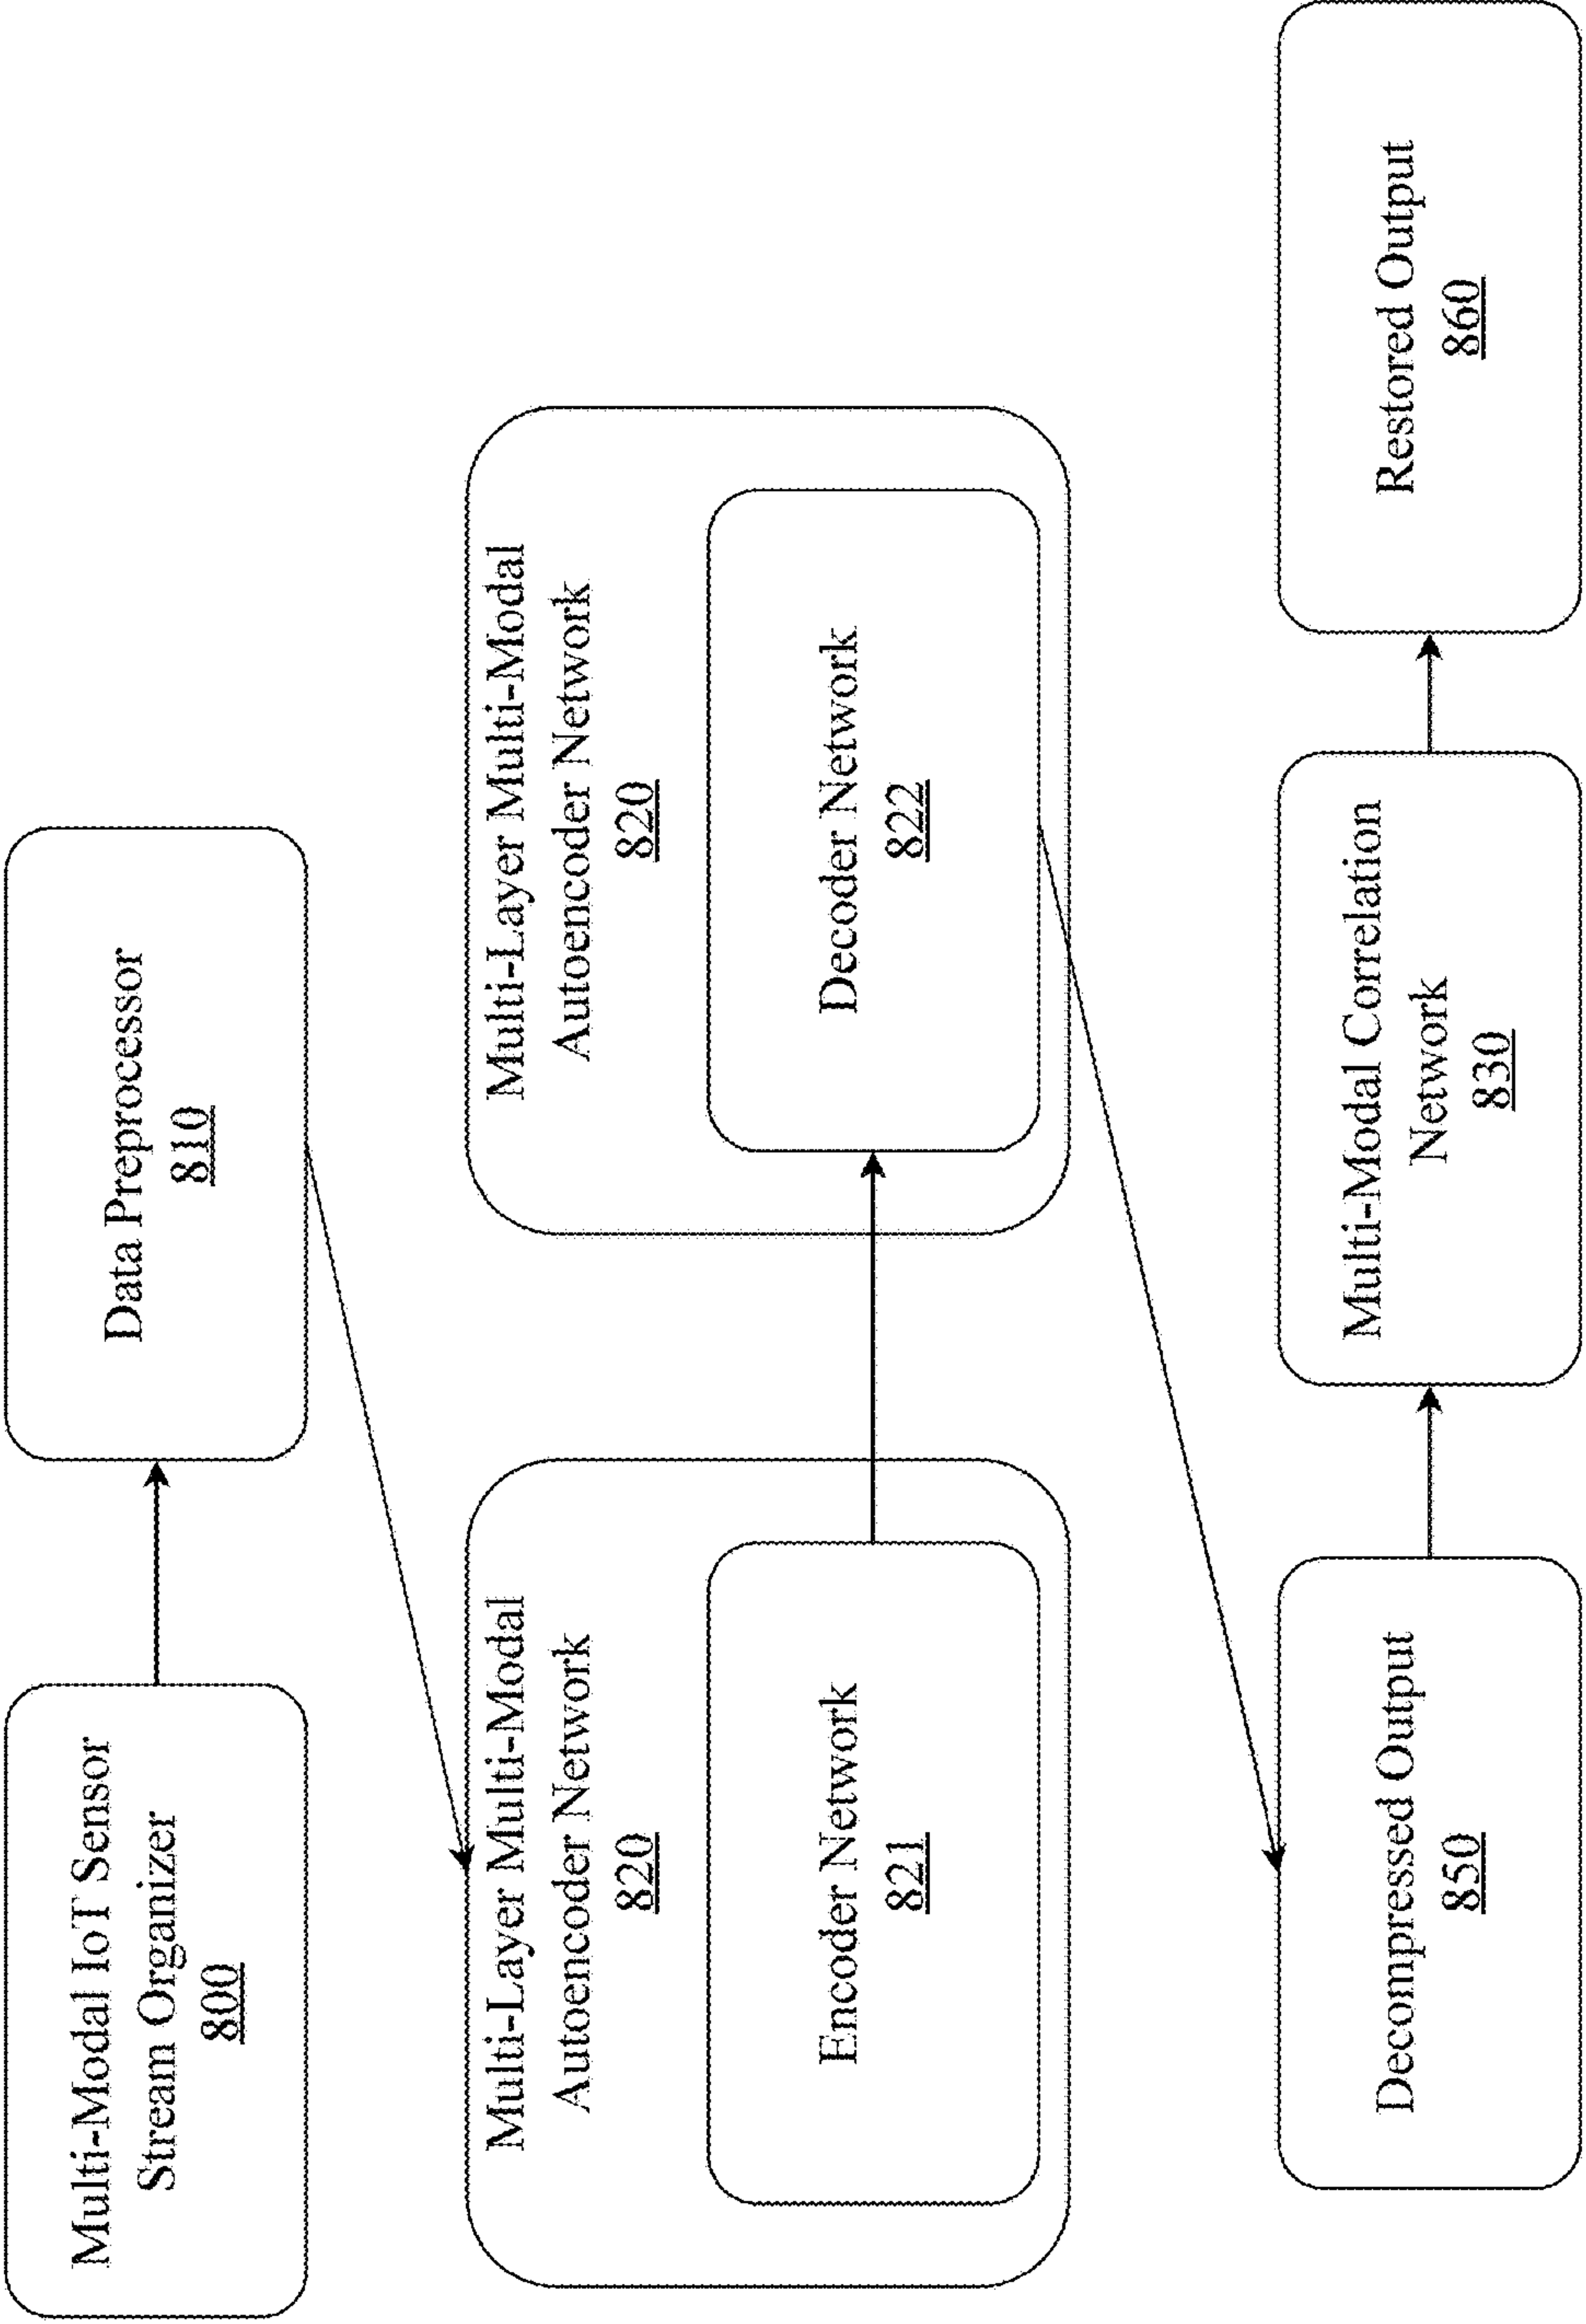 Multi-Modal IoT Sensor
Stream Organizer
800
Data Preprocessor
810
Multi-Layer Multi-Modal
Autoencoder Network
820
Encoder Network
821
Multi-Layer Multi-Modal
Autoencoder Network
820
Decoder Network
822
Decompressed Output
850
Multi-Modal Correlation
Network
830
Restored Output
860